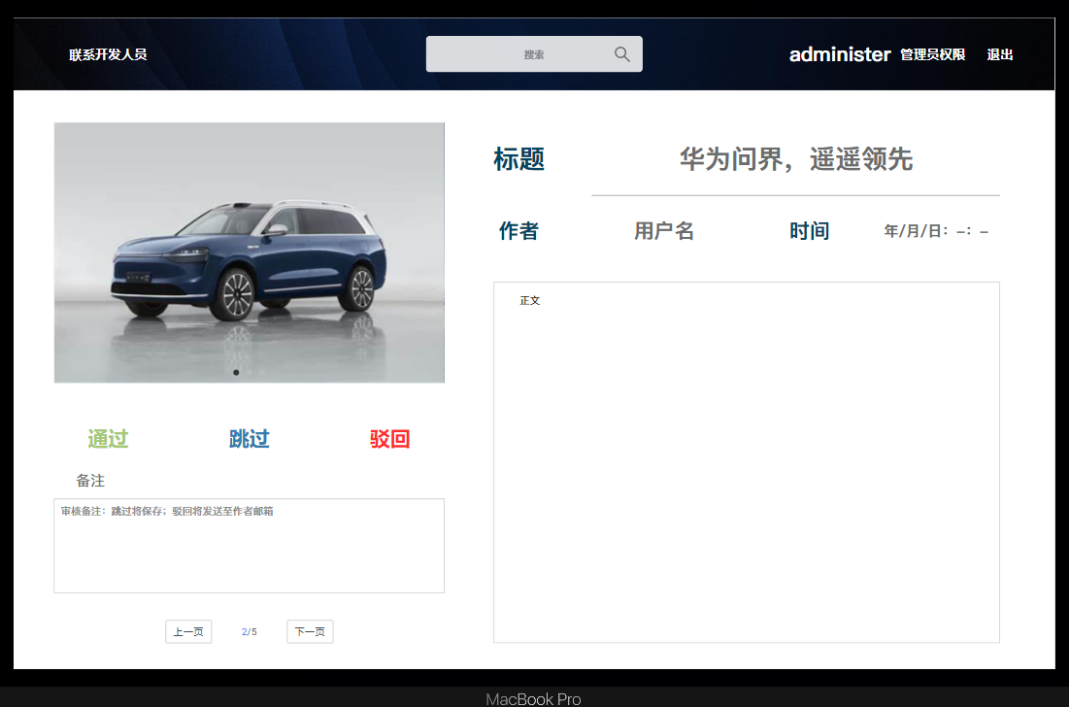 联系开发人员
搜索
administer 管理员权限 退出
标题 华为问界，遥遥领先
作者 用户名 时间 年/月/日：–：–
正文
通过 跳过 驳回
备注
审核备注：跳过将保存；驳回将发送至作者邮箱
上一页 2/5 下一页
MacBook Pro